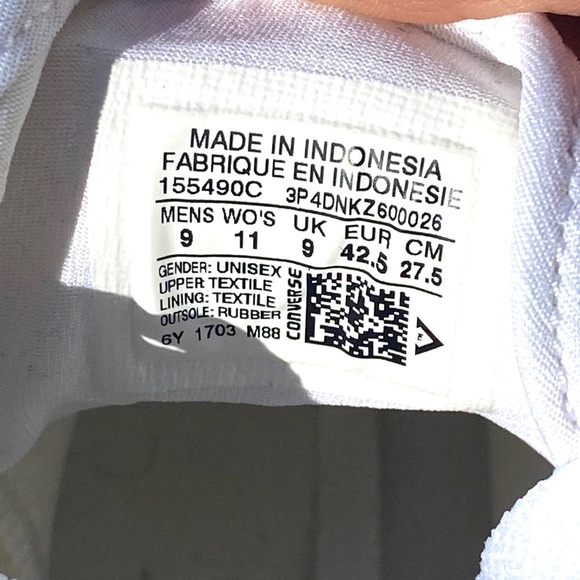 MADE IN INDONESIA
FABRIQUE EN INDONESIE
155490C 3P4DNKZ600026
MENS WO'S UK EUR CM
9 11 9 42.5 27.5
GENDER: UNISEX
UPPER TEXTILE
LINING: TEXTILE
OUTSOLE: RUBBER
6Y 1703 M88
CONVERSE